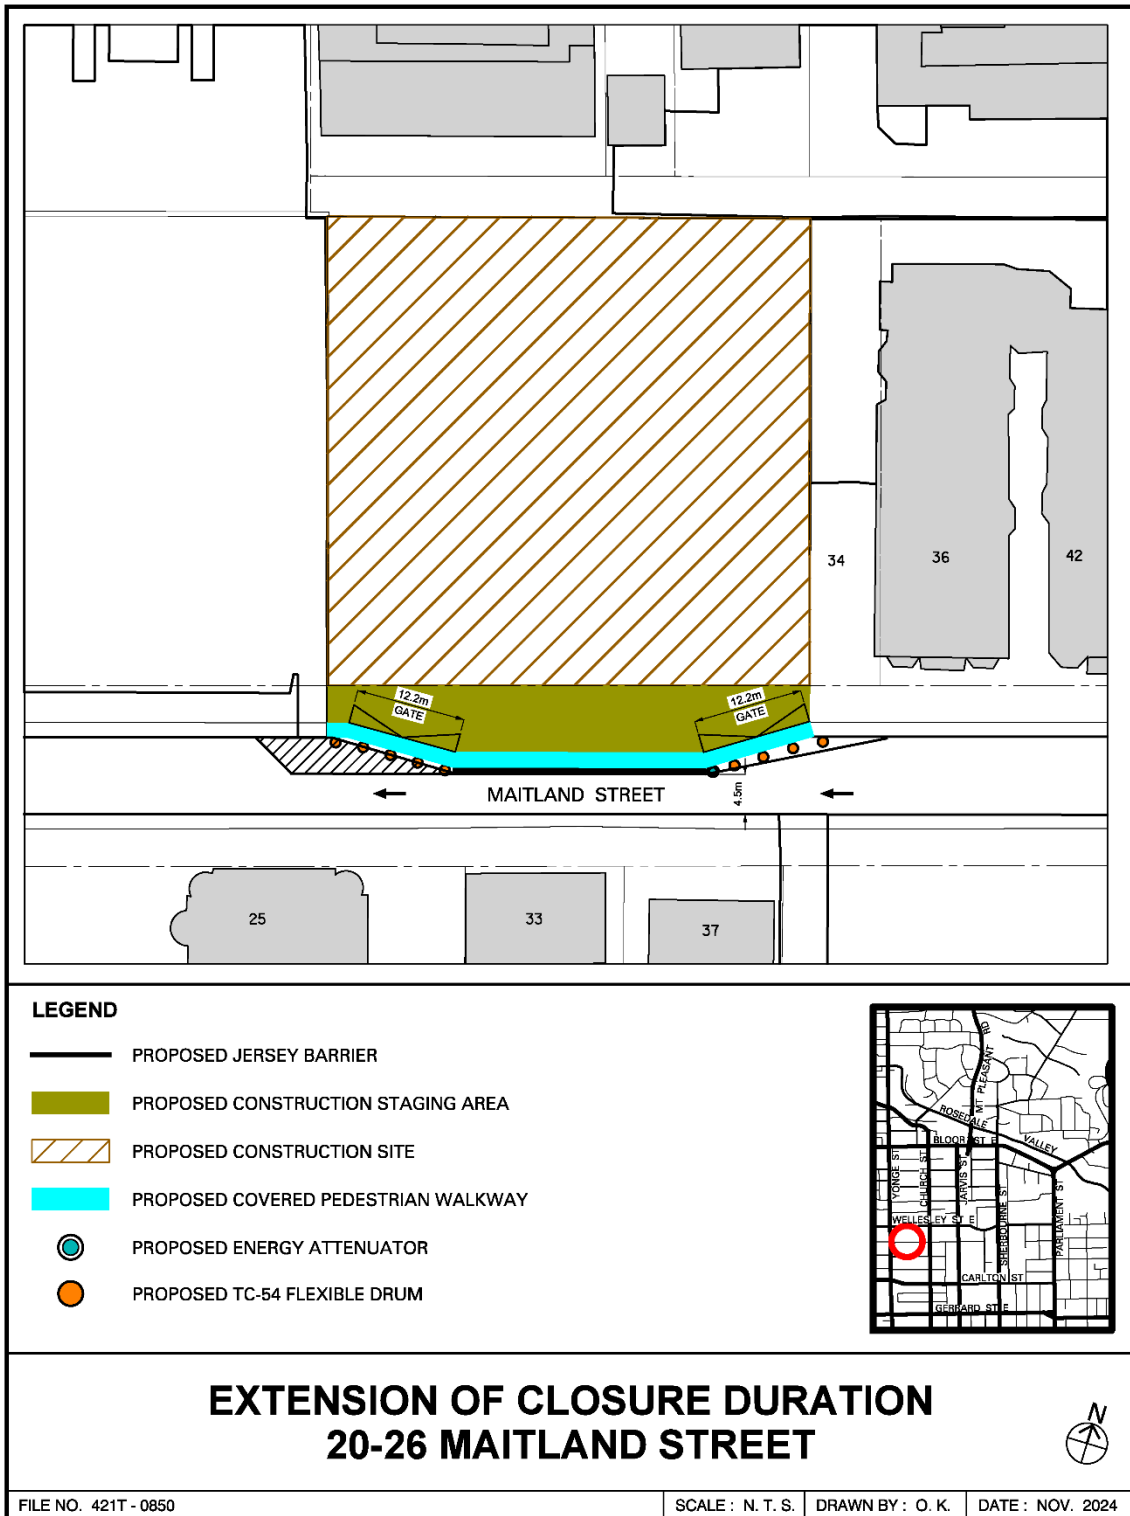 34
36
42
12.2m
GATE
12.2m
GATE
MAITLAND STREET
4.5m
25
33
37
LEGEND
PROPOSED JERSEY BARRIER
PROPOSED CONSTRUCTION STAGING AREA
PROPOSED CONSTRUCTION SITE
PROPOSED COVERED PEDESTRIAN WALKWAY
PROPOSED ENERGY ATTENUATOR
PROPOSED TC-54 FLEXIBLE DRUM
MT PLEASANT RD
ROSEDALE VALLEY
BLOOR ST E
YONGE ST
CHURCH ST
JARVIS ST
SHERBOURNE ST
PARLIAMENT ST
WELLESLEY ST E
CARLTON ST
GERRARD ST E
EXTENSION OF CLOSURE DURATION
20-26 MAITLAND STREET
N
FILE NO. 421T - 0850
SCALE : N. T. S.
DRAWN BY : O. K.
DATE : NOV. 2024